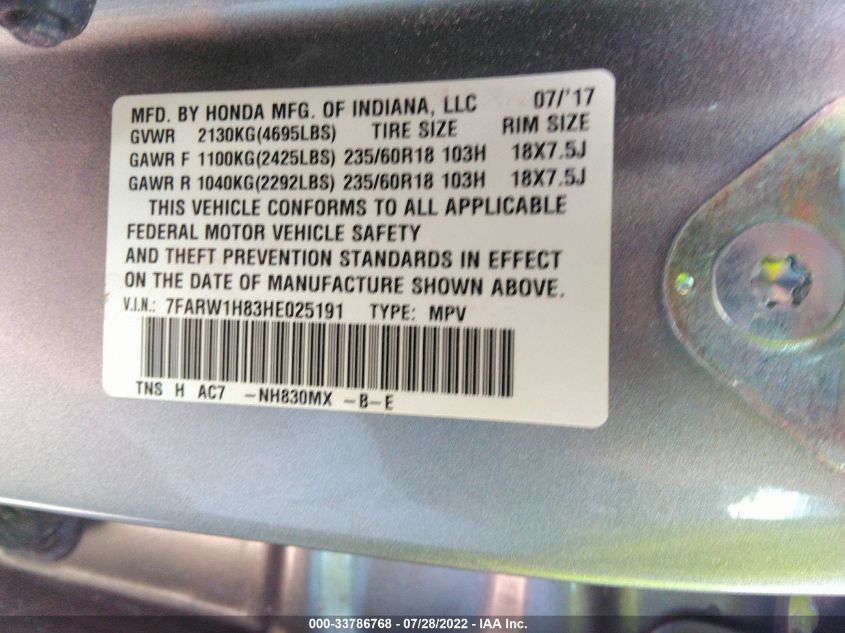 MFD. BY HONDA MFG. OF INDIANA, LLC 07/'17
GVWR 2130KG(4695LBS) TIRE SIZE RIM SIZE
GAWR F 1100KG(2425LBS) 235/60R18 103H 18X7.5J
GAWR R 1040KG(2292LBS) 235/60R18 103H 18X7.5J
THIS VEHICLE CONFORMS TO ALL APPLICABLE
FEDERAL MOTOR VEHICLE SAFETY
AND THEFT PREVENTION STANDARDS IN EFFECT
ON THE DATE OF MANUFACTURE SHOWN ABOVE.
V.I.N.: 7FARW1H83HE025191 TYPE: MPV
TNS H AC7 -NH830MX -B-E
000-33786768 - 07/28/2022 - IAA Inc.